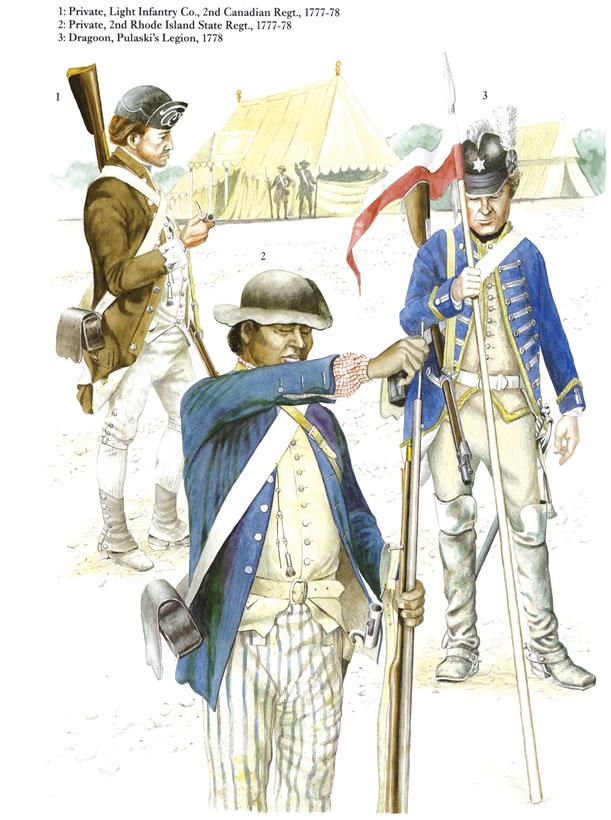 1: Private, Light Infantry Co., 2nd Canadian Regt., 1777-78
2: Private, 2nd Rhode Island State Regt., 1777-78
3: Dragoon, Pulaski's Legion, 1778
1
3
2